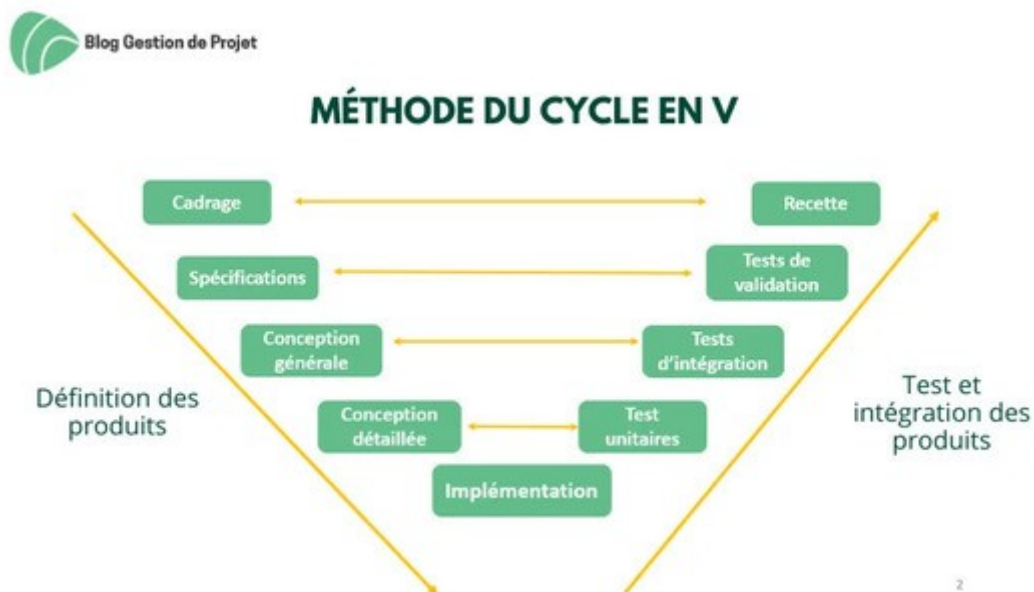 Blog Gestion de Projet
MÉTHODE DU CYCLE EN V
Cadrage
Recette
Spécifications
Tests de
validation
Conception
générale
Tests
d'intégration
Définition des
produits
Conception
détaillée
Test
unitaires
Test et
intégration des
produits
Implémentation
2